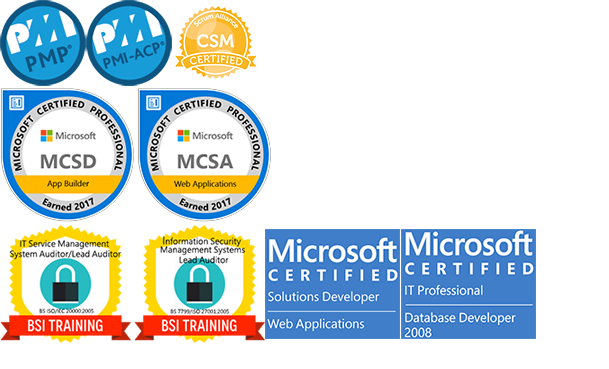 PMI
PMP®
PMI
PMI-ACP®
Scrum Alliance
CSM
CERTIFIED
MICROSOFT CERTIFIED PROFESSIONAL
Microsoft
MCSD
App Builder
Earned 2017
MICROSOFT CERTIFIED PROFESSIONAL
Microsoft
MCSA
Web Applications
Earned 2017
IT Service Management
System Auditor/Lead Auditor
BS ISO/IEC 20000:2005
BSI TRAINING
Information Security
Management Systems
Lead Auditor
BS 7799/ISO 27001:2005
BSI TRAINING
Microsoft
CERTIFIED
Solutions Developer
Web Applications
Microsoft
CERTIFIED
IT Professional
Database Developer
2008